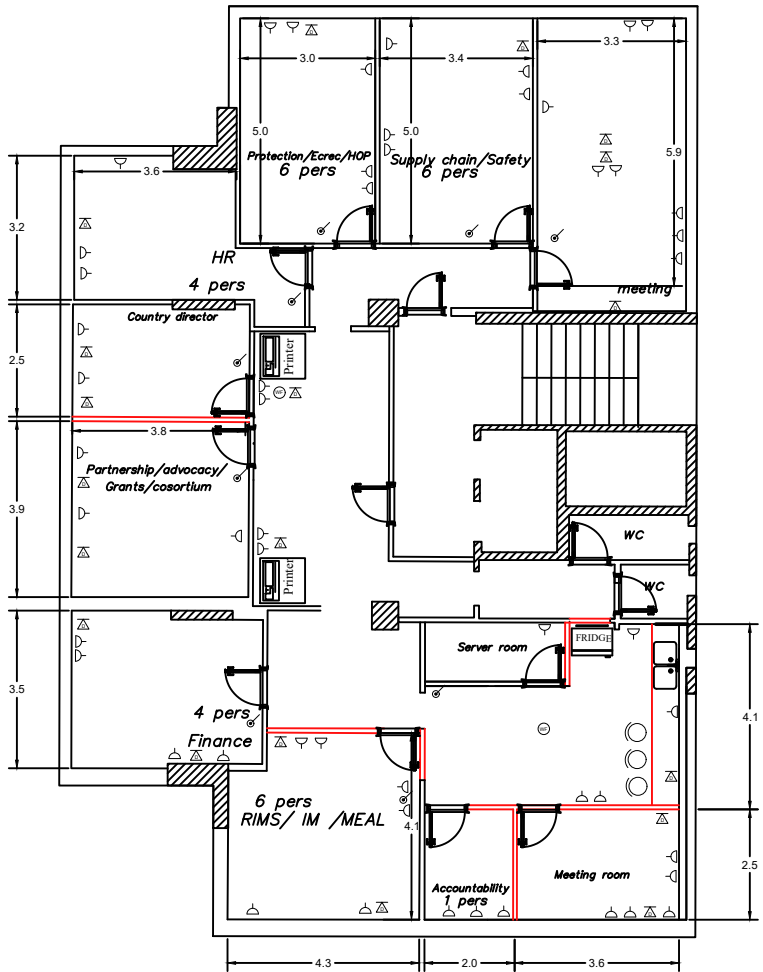 3.0
3.4
3.3
5.0
5.0
5.9
Protection/Ecrec/HOP
6 pers
Supply chain/Safety
6 pers
meeting
3.6
3.2
HR
4 pers
Country director
2.5
3.8
Partnership/advocacy/
Grants/cosortium
3.9
Printer
WF
Printer
WC
WC
Server room
FRIDGE
WF
3.5
4 pers
Finance
4.1
6 pers
RIMS/ IM /MEAL
4.1
Accountability
1 pers
Meeting room
2.5
4.3
2.0
3.6